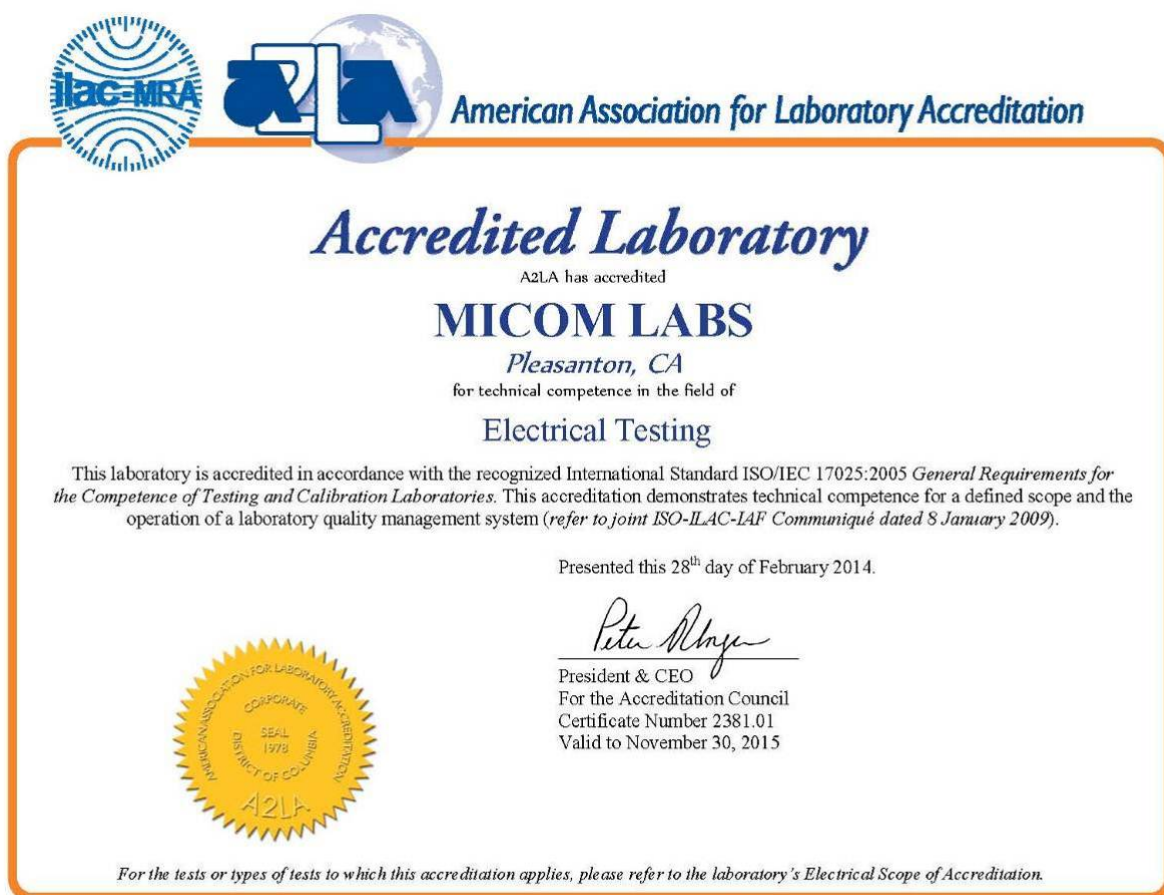 ilac-MRA
A2LA
American Association for Laboratory Accreditation
Accredited Laboratory
A2LA has accredited
MICOM LABS
Pleasanton, CA
for technical competence in the field of
Electrical Testing
This laboratory is accredited in accordance with the recognized International Standard ISO/IEC 17025:2005 General Requirements for
the Competence of Testing and Calibration Laboratories. This accreditation demonstrates technical competence for a defined scope and the
operation of a laboratory quality management system (refer to joint ISO-ILAC-IAF Communiqué dated 8 January 2009).
Presented this 28th day of February 2014.
President & CEO
For the Accreditation Council
Certificate Number 2381.01
Valid to November 30, 2015
AMERICAN ASSOCIATION FOR LABORATORY ACCREDITATION
CORPORATE
SEAL
1978
DISTRICT OF COLUMBIA
A2LA
For the tests or types of tests to which this accreditation applies, please refer to the laboratory's Electrical Scope of Accreditation.